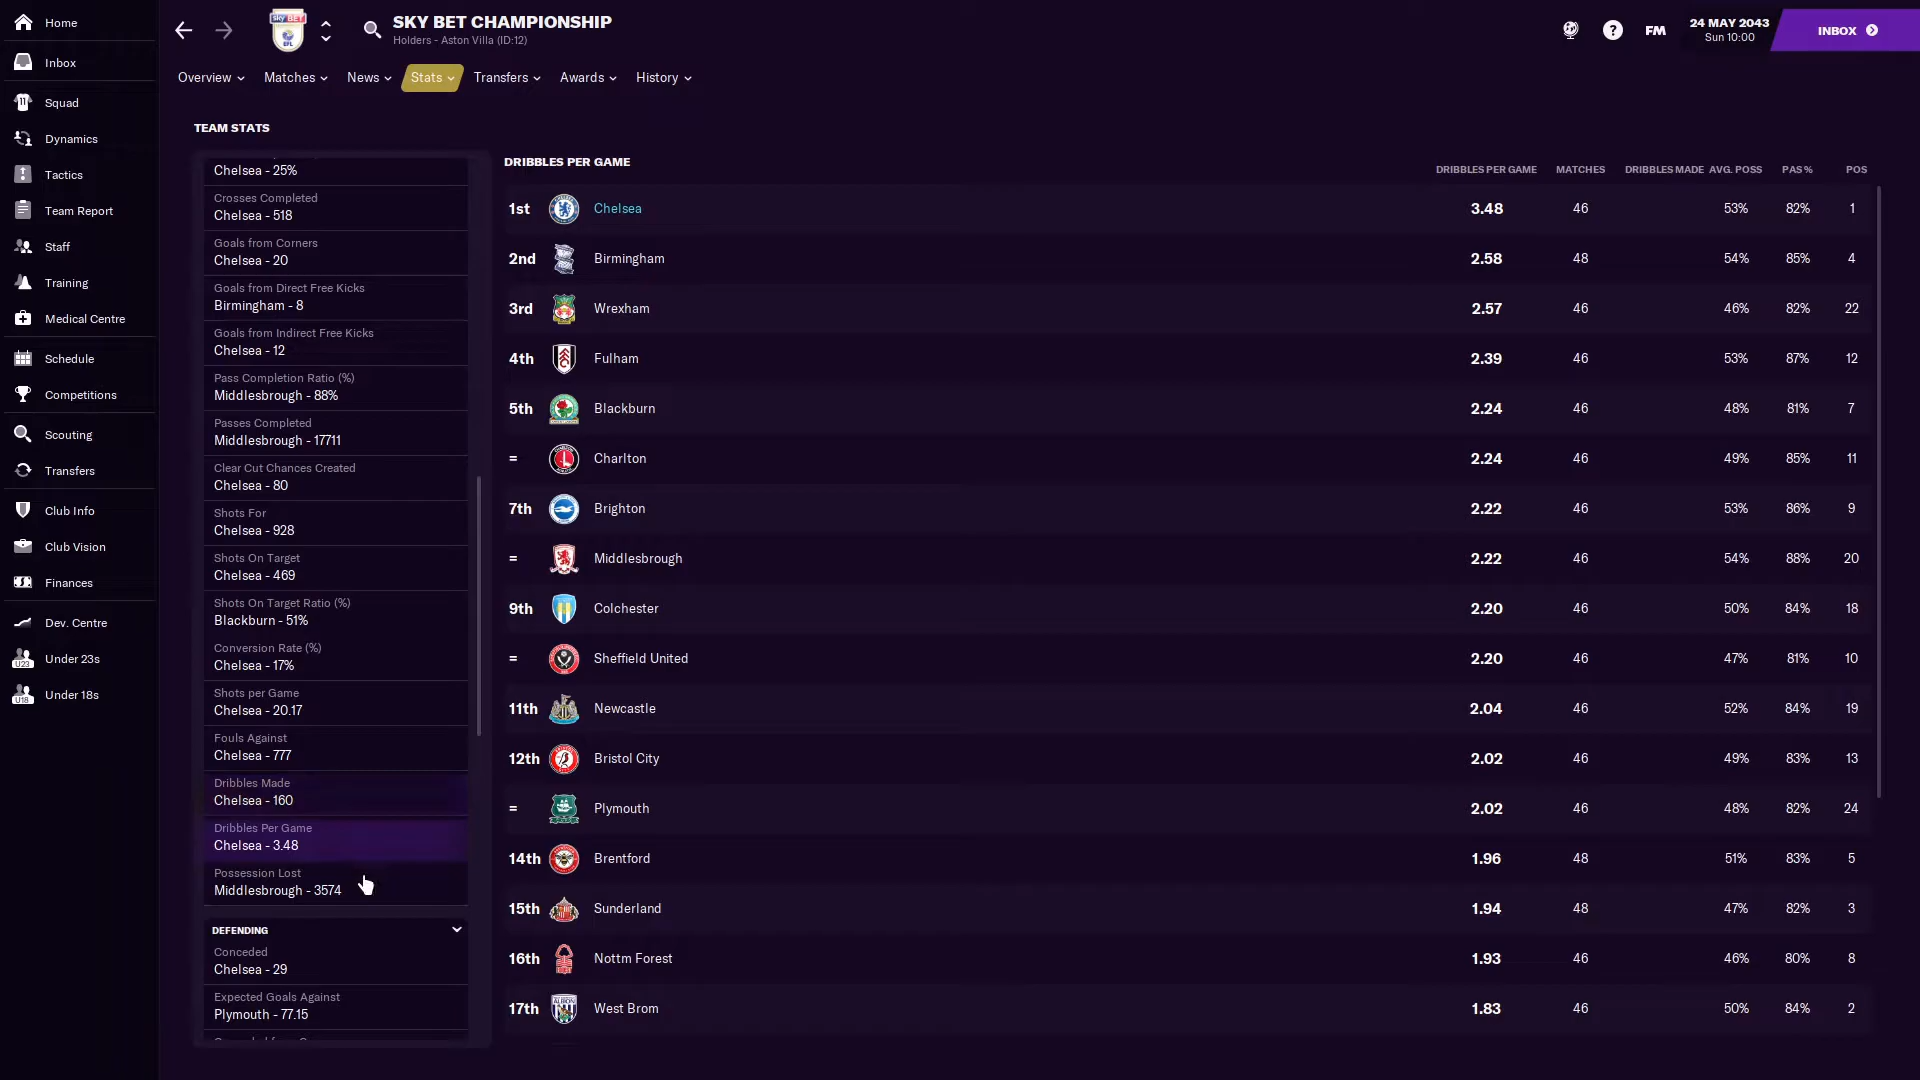 Home
Inbox
Squad
Dynamics
Tactics
Team Report
Staff
Training
Medical Centre
Schedule
Competitions
Scouting
Transfers
Club Info
Club Vision
Finances
Dev. Centre
Under 23s
Under 18s
SKY BET CHAMPIONSHIP
Holders - Aston Villa (ID:12)
FM
24 MAY 2043
Sun 10:00
INBOX
Overview Matches News Stats Transfers Awards History
TEAM STATS
Chelsea - 25%
Crosses Completed
Chelsea - 518
Goals from Corners
Chelsea - 20
Goals from Direct Free Kicks
Birmingham - 8
Goals from Indirect Free Kicks
Chelsea - 12
Pass Completion Ratio (%)
Middlesbrough - 88%
Passes Completed
Middlesbrough - 17711
Clear Cut Chances Created
Chelsea - 80
Shots For
Chelsea - 928
Shots On Target
Chelsea - 469
Shots On Target Ratio (%)
Blackburn - 51%
Conversion Rate (%)
Chelsea - 17%
Shots per Game
Chelsea - 20.17
Fouls Against
Chelsea - 777
Dribbles Made
Chelsea - 160
Dribbles Per Game
Chelsea - 3.48
Possession Lost
Middlesbrough - 3574
DEFENDING
Conceded
Chelsea - 29
Expected Goals Against
Plymouth - 77.15
DRIBBLES PER GAME
DRIBBLES PER GAME MATCHES DRIBBLES MADE AVG. POSS PAS % POS
1st Chelsea 3.48 46 53% 82% 1
2nd Birmingham 2.58 48 54% 85% 4
3rd Wrexham 2.57 46 46% 82% 22
4th Fulham 2.39 46 53% 87% 12
5th Blackburn 2.24 46 48% 81% 7
= Charlton 2.24 46 49% 85% 11
7th Brighton 2.22 46 53% 86% 9
= Middlesbrough 2.22 46 54% 88% 20
9th Colchester 2.20 46 50% 84% 18
= Sheffield United 2.20 46 47% 81% 10
11th Newcastle 2.04 46 52% 84% 19
12th Bristol City 2.02 46 49% 83% 13
= Plymouth 2.02 46 48% 82% 24
14th Brentford 1.96 48 51% 83% 5
15th Sunderland 1.94 48 47% 82% 3
16th Nottm Forest 1.93 46 46% 80% 8
17th West Brom 1.83 46 50% 84% 2